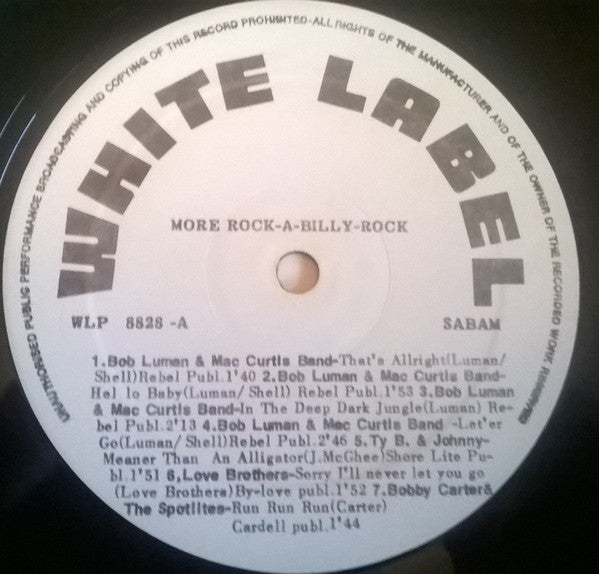 UNAUTHORISED PUBLIC PERFORMANCE BROADCASTING AND COPYING OF THIS RECORD PROHIBITED-ALL RIGHTS OF THE MANUFACTURER AND OF THE OWNER OF THE RECORDED WORK RESERVED
WHITE LABEL
MORE ROCK-A-BILLY-ROCK
WLP 8828 -A
SABAM
1.Bob Luman & Mac Curtis Band-That's Allright(Luman/
Shell)Rebel Publ.1'40 2.Bob Luman & Mac Curtis Band-
Hel lo Baby(Luman/ Shell) Rebel Publ.1'53 3.Bob Luman
& Mac Curtis Band-In The Deep Dark Jungle(Luman) Re-
bel Publ.2'13 4.Bob Luman & Mac Curtis Band -Let'er
Go(Luman/ Shell)Rebel Publ.2'46 5.Ty B. & Johnny-
Meaner Than An Alligator(J.McGhee)Shore Lite Pu-
bl.1'51 6,Love Brothers-Sorry I'll never let you go
(Love Brothers)By-love publ.1'52 7.Bobby Carter&
The Spotlites-Run Run Run(Carter)
Cardell publ.1'44